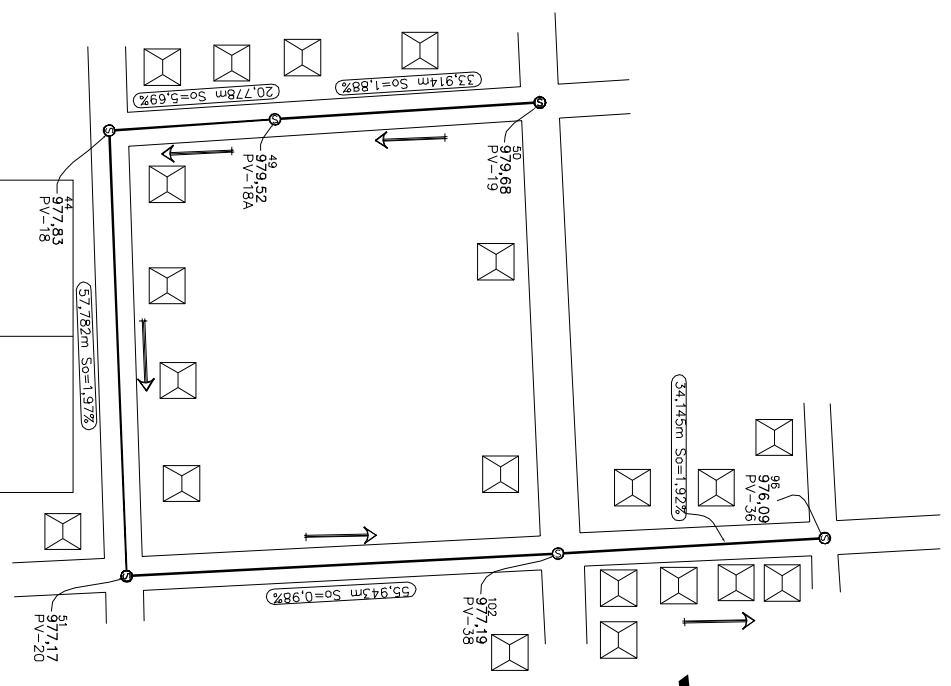 33,914m So=1,88%
20,778m So=5,69%
50
979,68
PV-19
49
979,52
PV-18A
44
977,83
PV-18
57,782m So=1,97%
34,145m So=1,92%
96
976,09
PV-36
55,943m So=0,98%
102
977,19
PV-38
51
977,17
PV-20
S
S
S
S
S
S